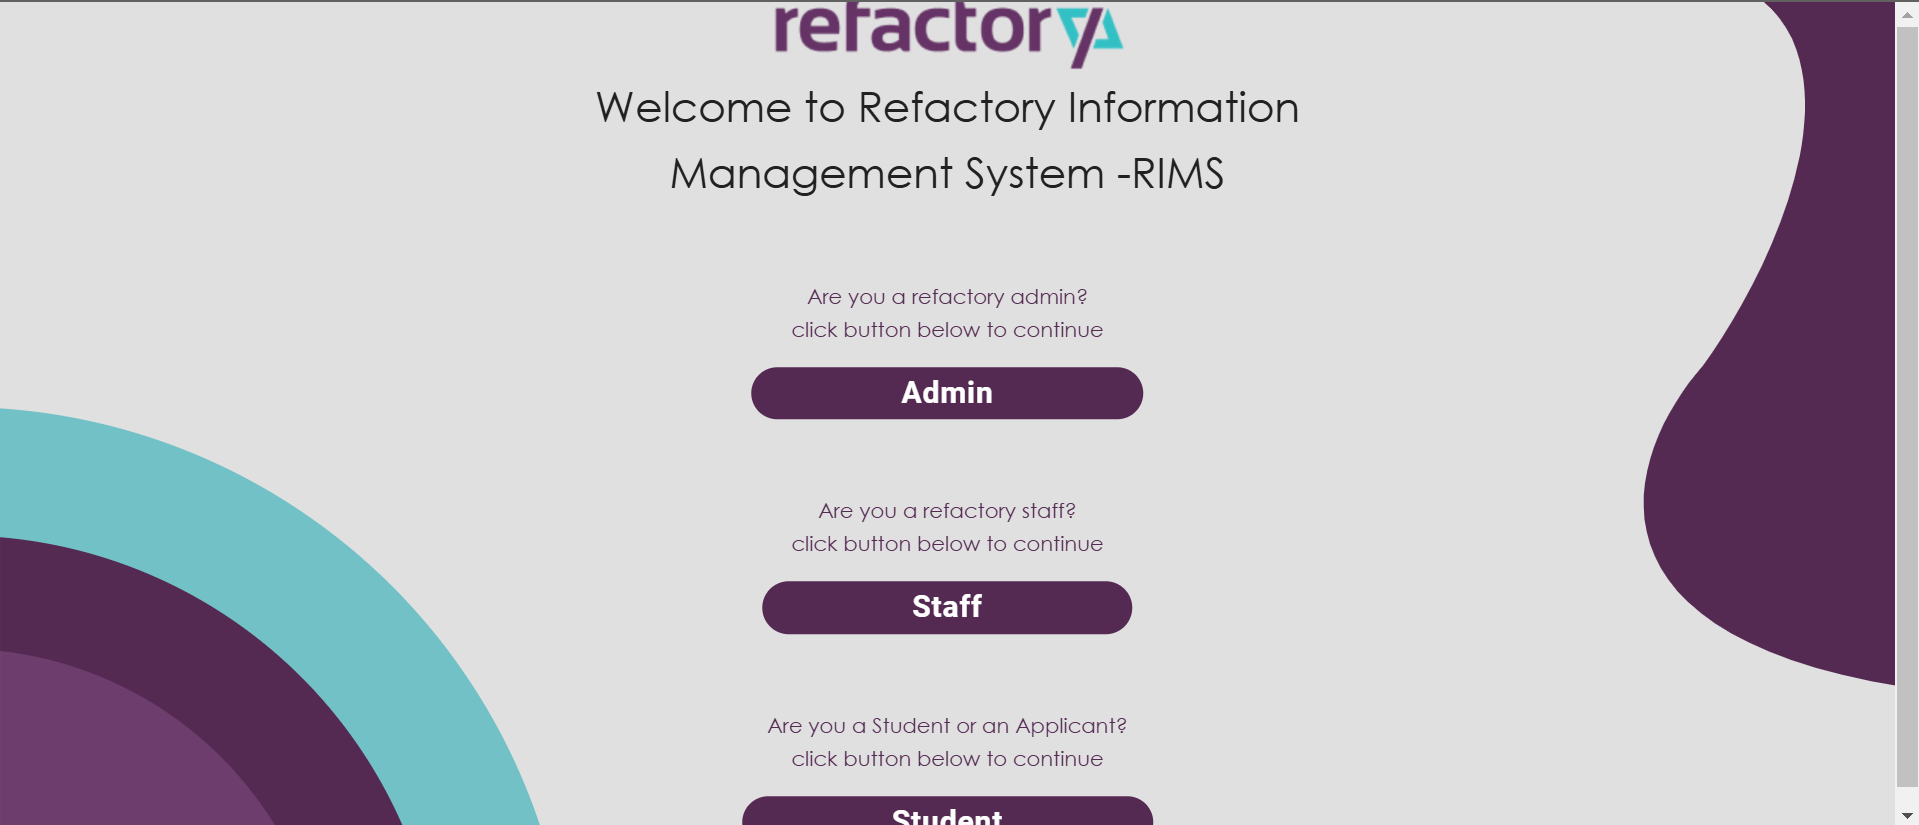 refactory
Welcome to Refactory Information
Management System -RIMS
Are you a refactory admin?
click button below to continue
Admin
Are you a refactory staff?
click button below to continue
Staff
Are you a Student or an Applicant?
click button below to continue
Student